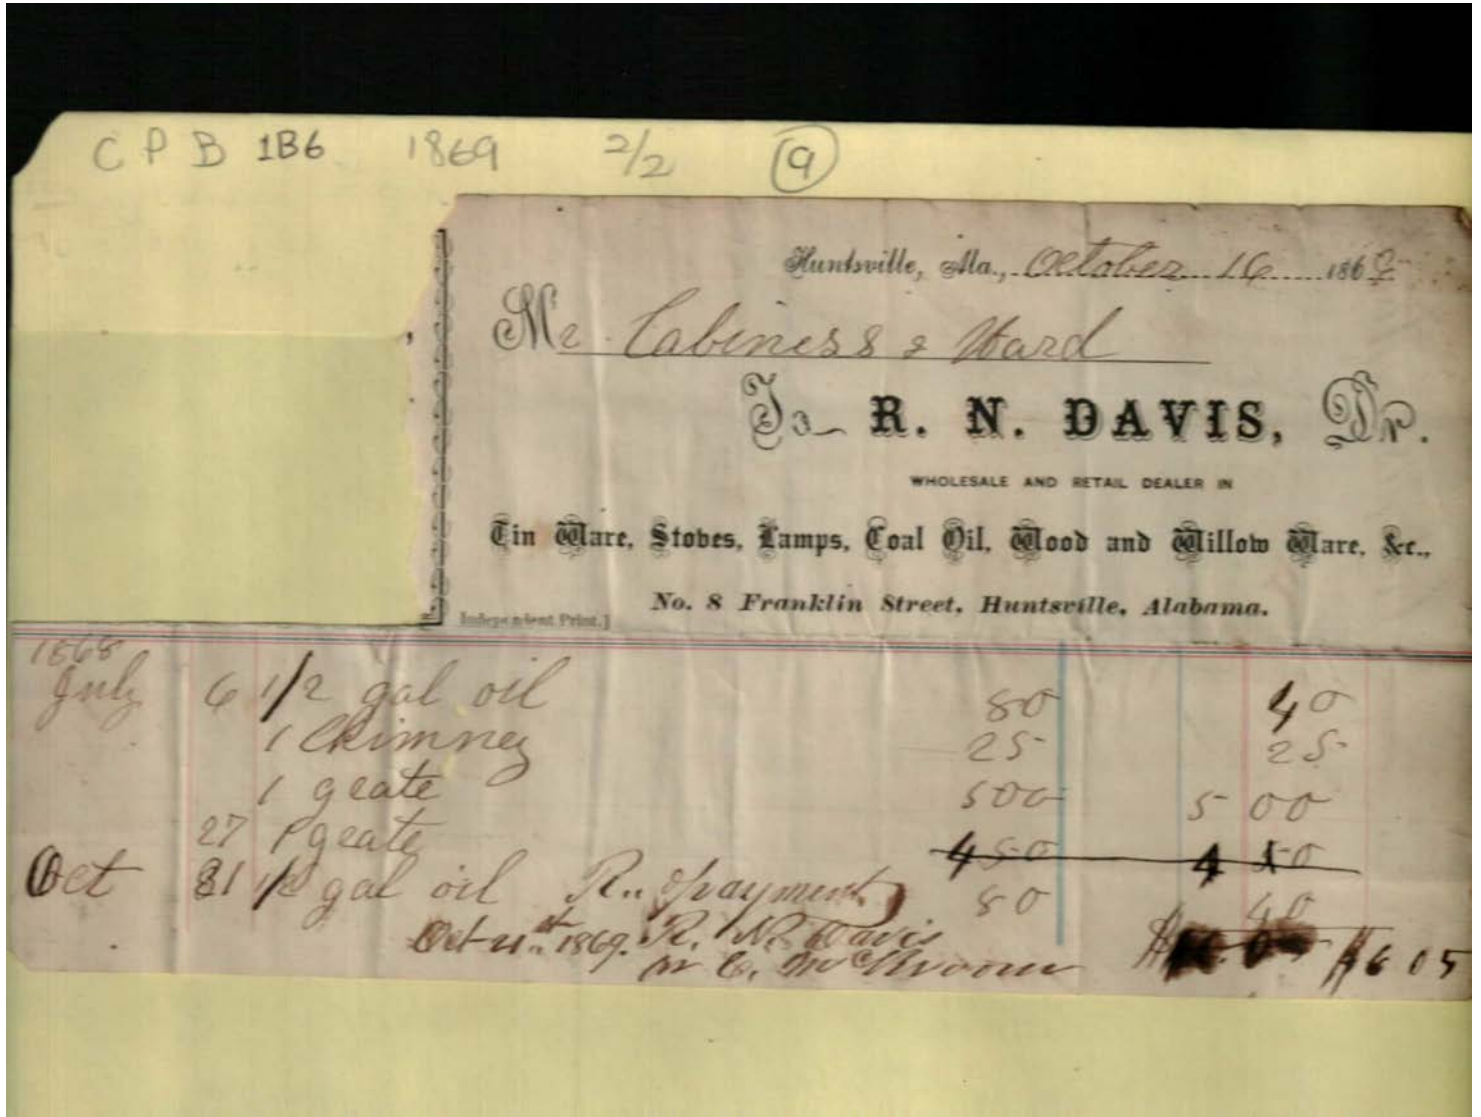 C P B 1B6 1869 2/2 9
Huntsville, Ala., October 16 1869
Mr Cabiness & Ward
To R. N. DAVIS, Dr.
WHOLESALE AND RETAIL DEALER IN
Tin Ware, Stoves, Lamps, Coal Oil, Wood and Willow Ware, &c.,
No. 8 Franklin Street, Huntsville, Alabama.
Independent Print.]
1868
July 6 1/2 gal oil 80 40
1 Chimney 25 25
1 grate 500 5 00
27 1 grate 450 4 50
Oct 31 1/2 gal oil 80 40
Rec payment
Oct 21st 1869. R. N. Davis $6 05